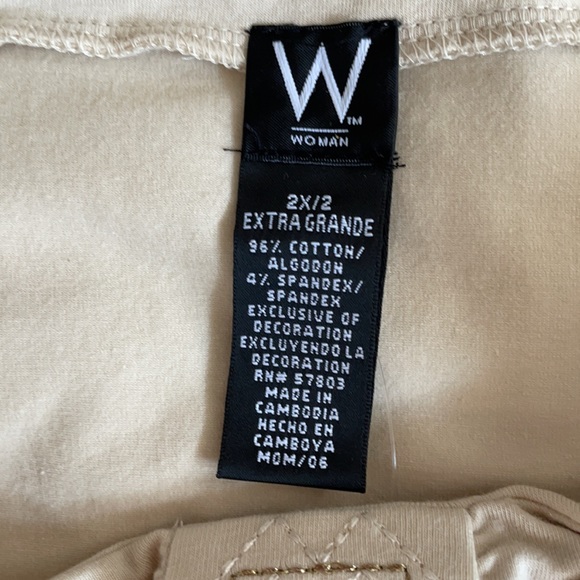 W™
WOMAN
2X/2
EXTRA GRANDE
96% COTTON/
ALGODON
4% SPANDEX/
SPANDEX
EXCLUSIVE OF
DECORATION
EXCLUYENDO LA
DECORATION
RN# 57803
MADE IN
CAMBODIA
HECHO EN
CAMBOYA
MOM/06